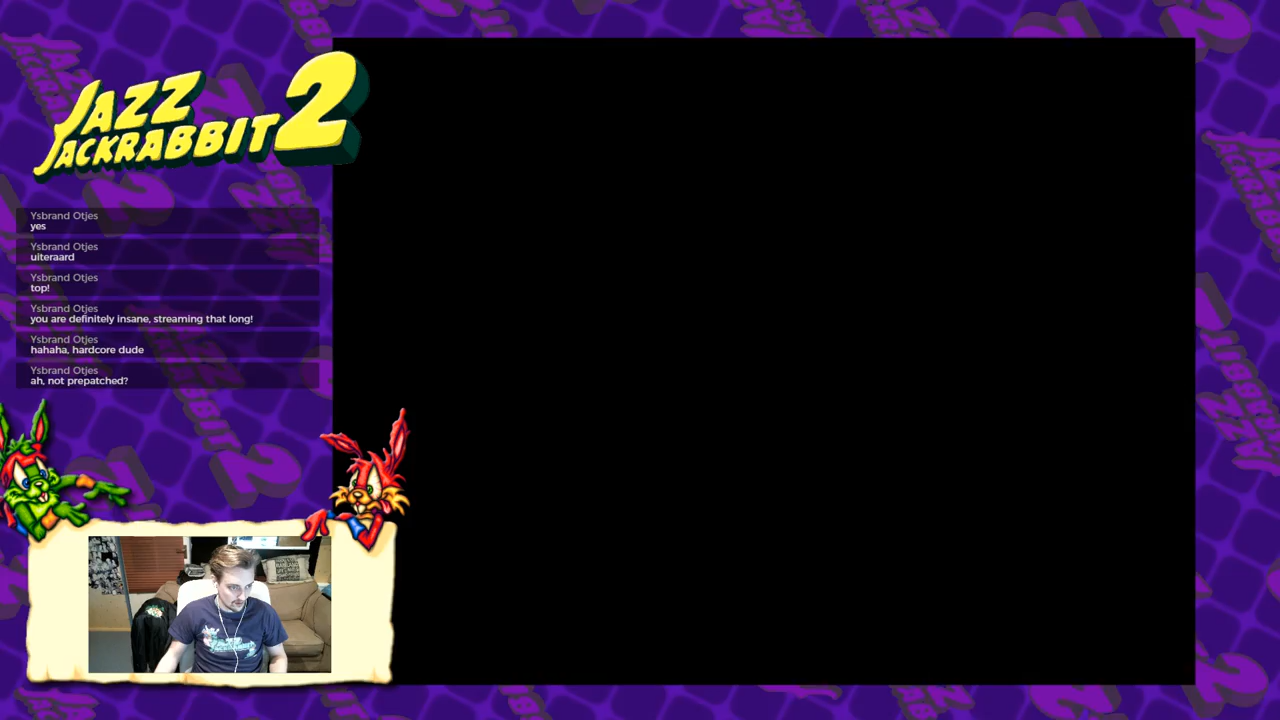 JAZZ
JACKRABBIT 2
Ysbrand Otjes
yes
Ysbrand Otjes
uiteraard
Ysbrand Otjes
top!
Ysbrand Otjes
you are definitely insane, streaming that long!
Ysbrand Otjes
hahaha, hardcore dude
Ysbrand Otjes
ah, not prepatched?